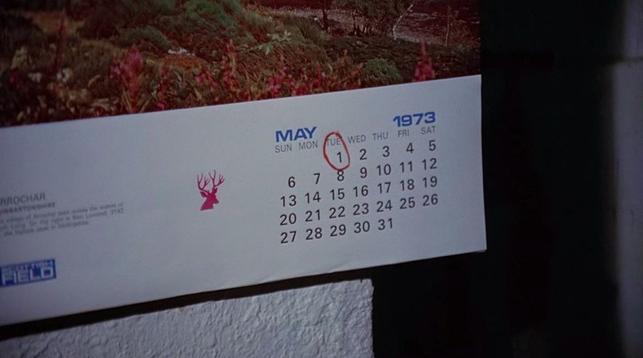 MAY 1973
SUN MON TUE WED THU FRI SAT
1 2 3 4 5
6 7 8 9 10 11 12
13 14 15 16 17 18 19
20 21 22 23 24 25 26
27 28 29 30 31
ARROCHAR
DUMBARTONSHIRE
FIELD